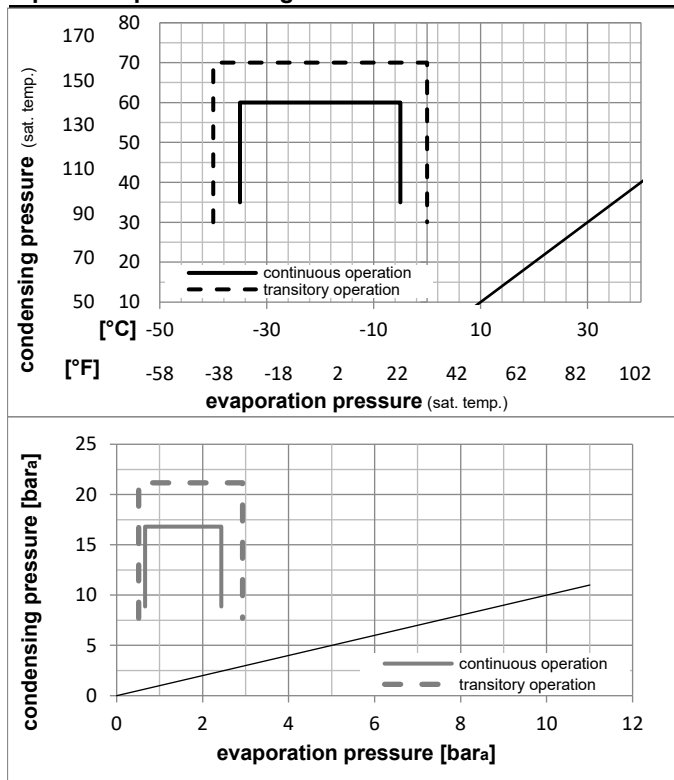 condensing pressure (sat. temp.)
170 80
150 70
130 60
110 50
90 40
70 30
50 20
10
continuous operation
transitory operation
[°C] -50 -30 -10 10 30
[°F] -58 -38 -18 2 22 42 62 82 102
evaporation pressure (sat. temp.)
condensing pressure [bara]
25
20
15
10
5
0
continuous operation
transitory operation
0 2 4 6 8 10 12
evaporation pressure [bara]